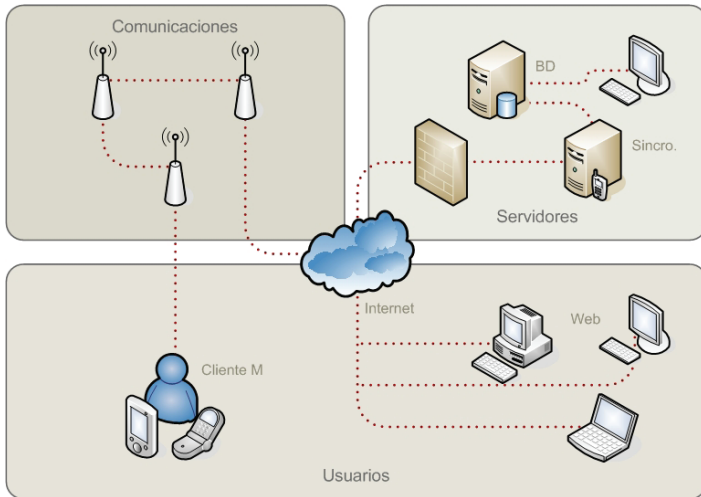 Comunicaciones
BD
Sincro.
Servidores
Internet
Web
Cliente M
Usuarios